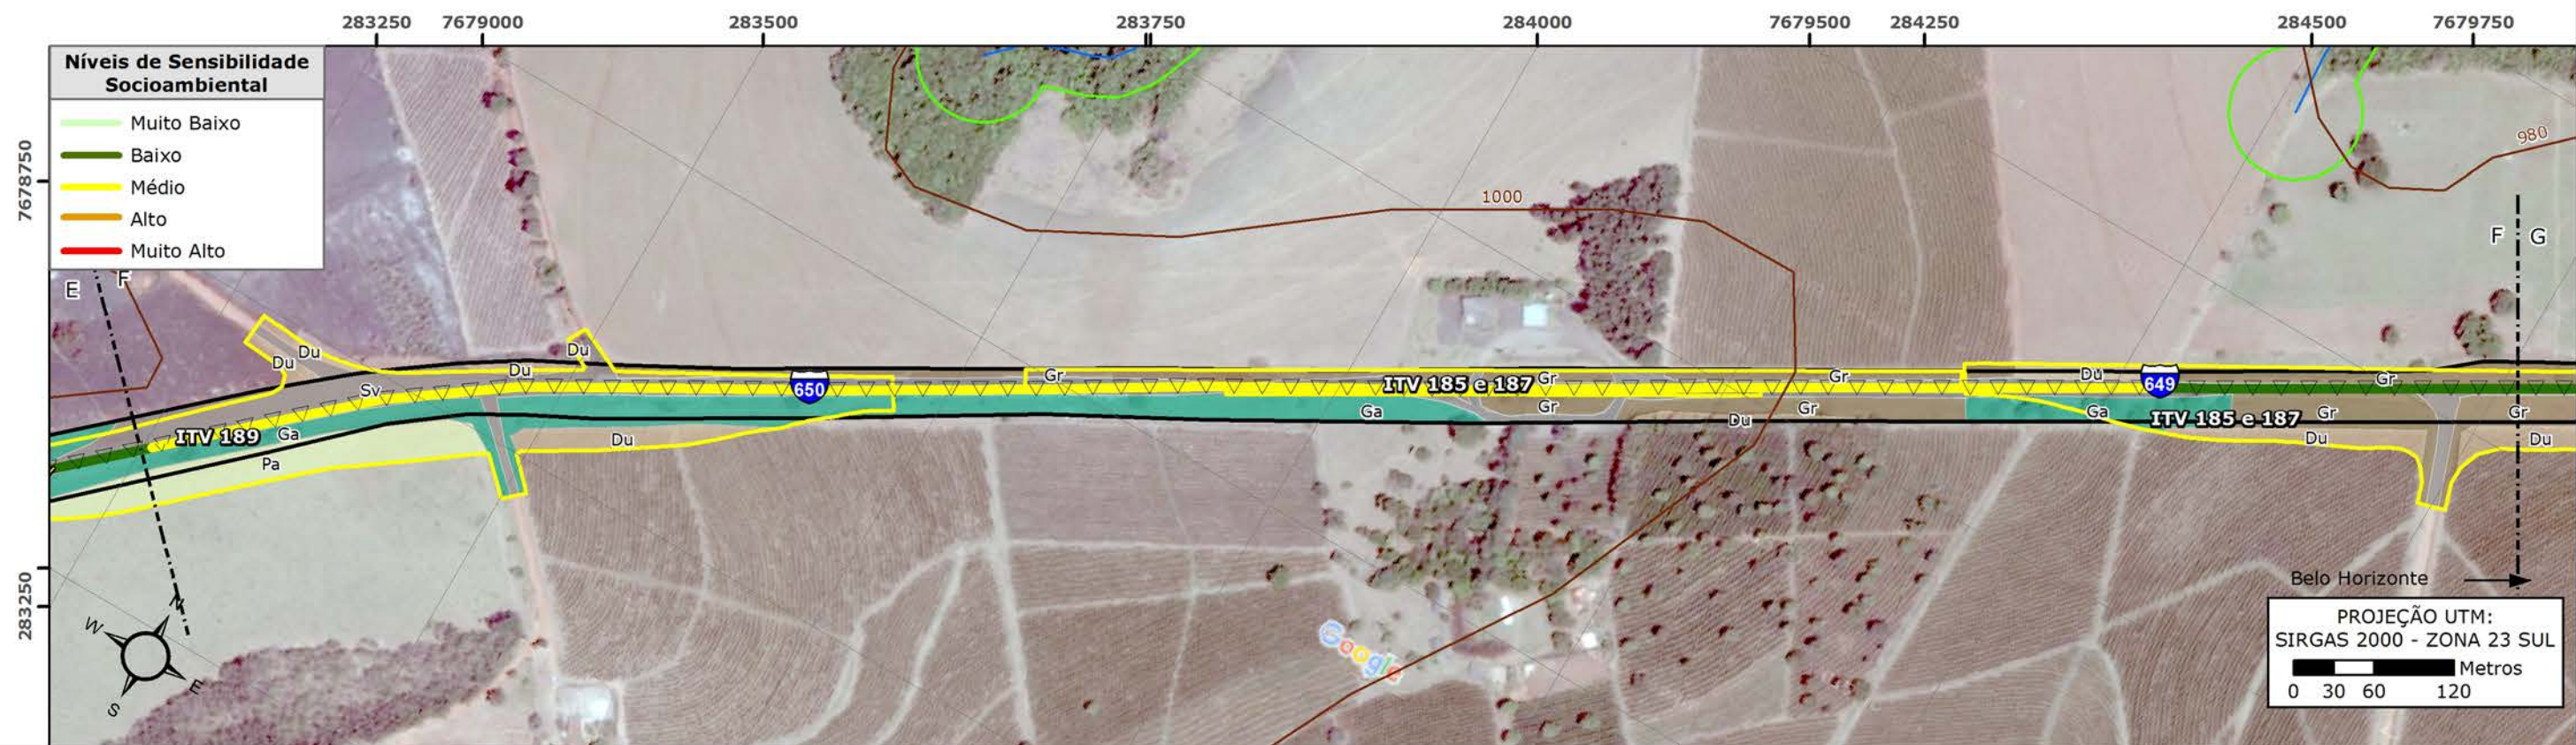 283250 7679000 283500 283750 284000 7679500 284250 284500 7679750
7678750
283250
Níveis de Sensibilidade
Socioambiental
Muito Baixo
Baixo
Médio
Alto
Muito Alto
980
1000
E F
F G
Du Du Du Du
Sv
650
Gr
ITV 185 e 187
Gr Gr
Du
649
Gr
ITV 189
Ga
Pa
Du
Ga
Gr
Du
Gr
Ga
ITV 185 e 187
Gr
Du
Gr
Du
N
W
E
S
Google
Belo Horizonte
PROJEÇÃO UTM:
SIRGAS 2000 - ZONA 23 SUL
Metros
0 30 60 120